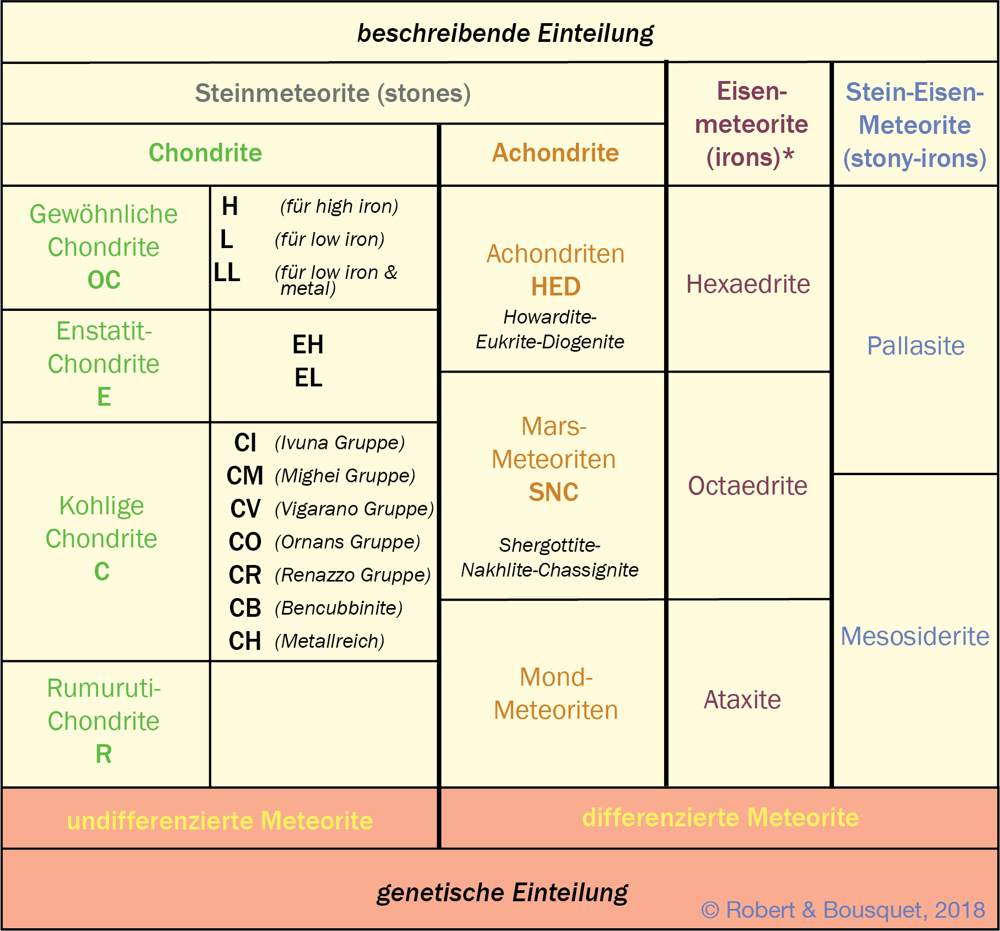 beschreibende Einteilung
Steinmeteorite (stones)
Eisen-
meteorite
(irons)*
Stein-Eisen-
Meteorite
(stony-irons)
Chondrite
Achondrite
Gewöhnliche
Chondrite
OC
H (für high iron)
L (für low iron)
LL (für low iron &
metal)
Enstatit-
Chondrite
E
EH
EL
Kohlige
Chondrite
C
CI (Ivuna Gruppe)
CM (Mighei Gruppe)
CV (Vigarano Gruppe)
CO (Ornans Gruppe)
CR (Renazzo Gruppe)
CB (Bencubbinite)
CH (Metallreich)
Rumuruti-
Chondrite
R
Achondriten
HED
Howardite-
Eukrite-Diogenite
Mars-
Meteoriten
SNC
Shergottite-
Nakhlite-Chassignite
Mond-
Meteoriten
Hexaedrite
Octaedrite
Ataxite
Pallasite
Mesosiderite
undifferenzierte Meteorite
differenzierte Meteorite
genetische Einteilung
© Robert & Bousquet, 2018